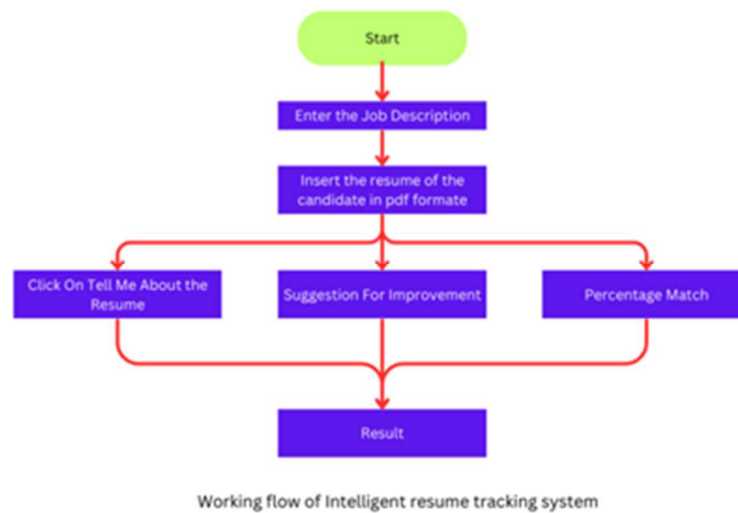 Start
Enter the Job Description
Insert the resume of the
candidate in pdf formate
Click On Tell Me About the
Resume
Suggestion For Improvement
Percentage Match
Result
Working flow of Intelligent resume tracking system